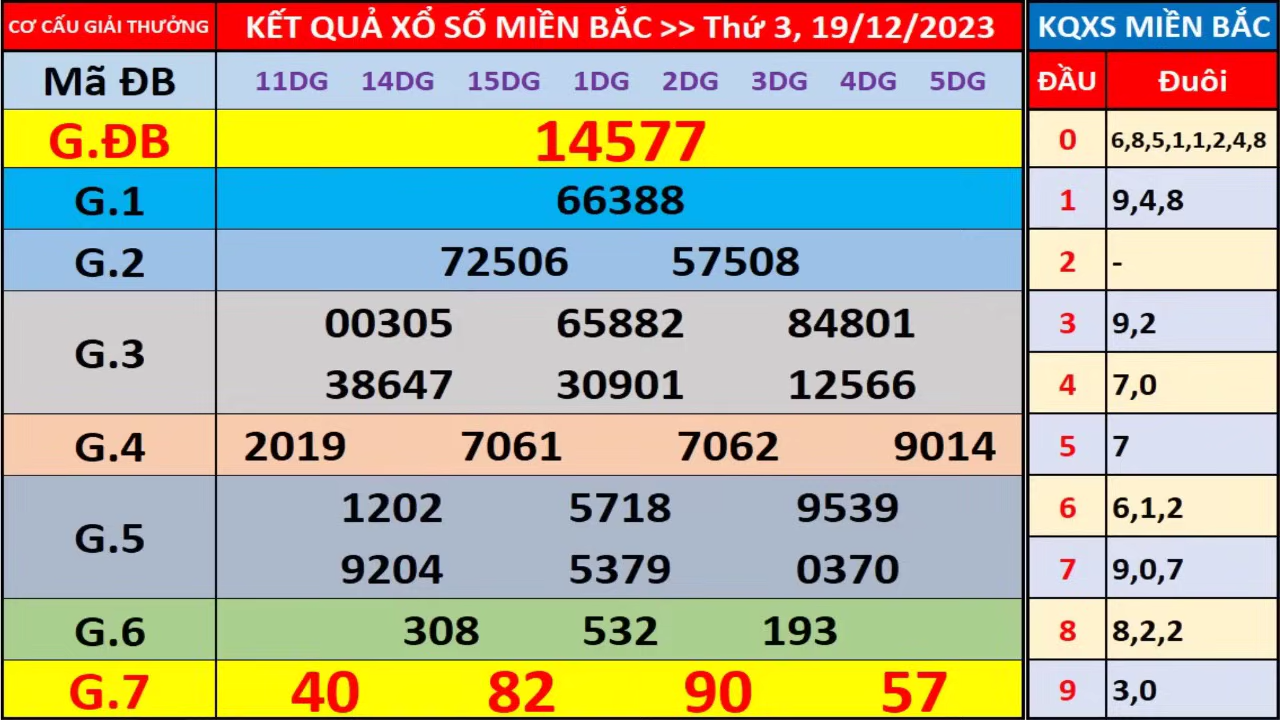 CƠ CẤU GIẢI THƯỞNG
KẾT QUẢ XỔ SỐ MIỀN BẮC >> Thứ 3, 19/12/2023
Mã ĐB 11DG 14DG 15DG 1DG 2DG 3DG 4DG 5DG
G.ĐB 14577
G.1 66388
G.2 72506 57508
G.3 00305 65882 84801
38647 30901 12566
G.4 2019 7061 7062 9014
G.5 1202 5718 9539
9204 5379 0370
G.6 308 532 193
G.7 40 82 90 57
KQXS MIỀN BẮC
ĐẦU Đuôi
0 6,8,5,1,1,2,4,8
1 9,4,8
2 -
3 9,2
4 7,0
5 7
6 6,1,2
7 9,0,7
8 8,2,2
9 3,0